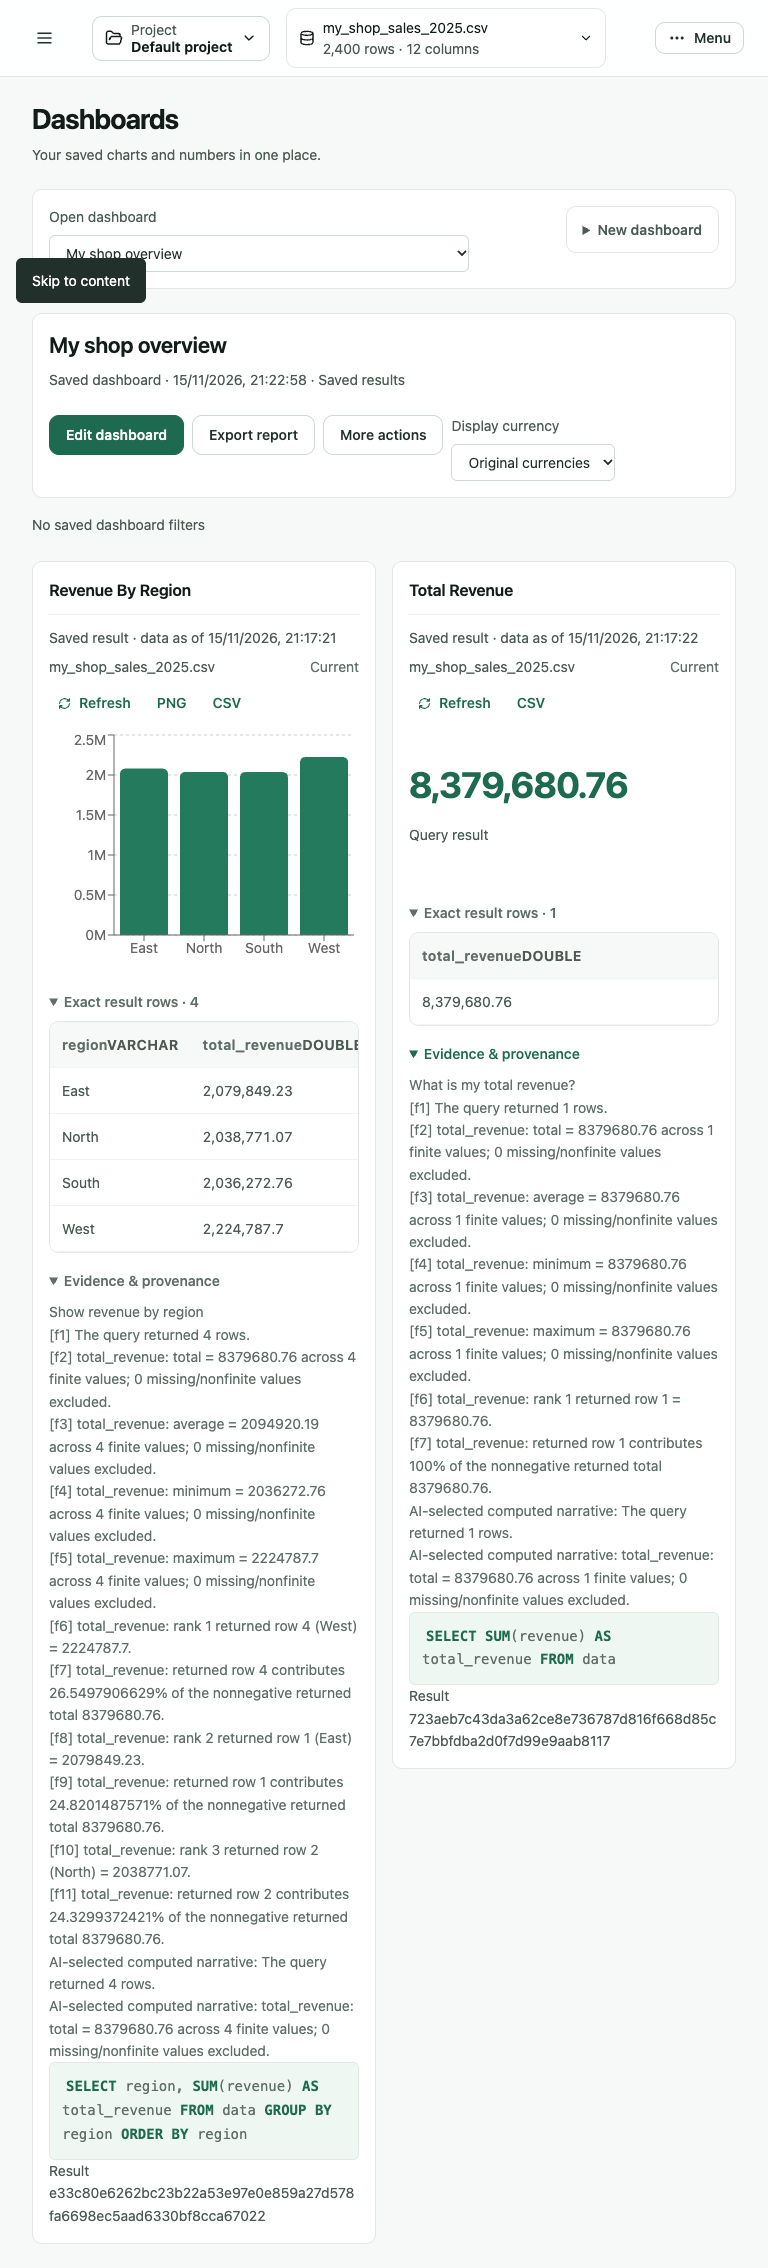 Project
Default project
my_shop_sales_2025.csv
2,400 rows · 12 columns
Menu
Dashboards
Your saved charts and numbers in one place.
Open dashboard
New dashboard
My shop overview
Skip to content
My shop overview
Saved dashboard · 15/11/2026, 21:22:58 · Saved results
Edit dashboard
Export report
More actions
Display currency
Original currencies
No saved dashboard filters
Revenue By Region
Saved result · data as of 15/11/2026, 21:17:21
my_shop_sales_2025.csv Current
Refresh PNG CSV
2.5M
2M
1.5M
1M
0.5M
0M
East North South West
Exact result rows · 4
regionVARCHAR total_revenueDOUBLE
East 2,079,849.23
North 2,038,771.07
South 2,036,272.76
West 2,224,787.7
Evidence & provenance
Show revenue by region
[f1] The query returned 4 rows.
[f2] total_revenue: total = 8379680.76 across 4
finite values; 0 missing/nonfinite values
excluded.
[f3] total_revenue: average = 2094920.19
across 4 finite values; 0 missing/nonfinite
values excluded.
[f4] total_revenue: minimum = 2036272.76
across 4 finite values; 0 missing/nonfinite
values excluded.
[f5] total_revenue: maximum = 2224787.7
across 4 finite values; 0 missing/nonfinite
values excluded.
[f6] total_revenue: rank 1 returned row 4 (West)
= 2224787.7.
[f7] total_revenue: returned row 4 contributes
26.5497906629% of the nonnegative returned
total 8379680.76.
[f8] total_revenue: rank 2 returned row 1 (East)
= 2079849.23.
[f9] total_revenue: returned row 1 contributes
24.8201487571% of the nonnegative returned
total 8379680.76.
[f10] total_revenue: rank 3 returned row 2
(North) = 2038771.07.
[f11] total_revenue: returned row 2 contributes
24.3299372421% of the nonnegative returned
total 8379680.76.
AI-selected computed narrative: The query
returned 4 rows.
AI-selected computed narrative: total_revenue:
total = 8379680.76 across 4 finite values; 0
missing/nonfinite values excluded.
SELECT region, SUM(revenue) AS
total_revenue FROM data GROUP BY
region ORDER BY region
Result
e33c80e6262bc23b22a53e97e0e859a27d578
fa6698ec5aad6330bf8cca67022
Total Revenue
Saved result · data as of 15/11/2026, 21:17:22
my_shop_sales_2025.csv Current
Refresh CSV
8,379,680.76
Query result
Exact result rows · 1
total_revenueDOUBLE
8,379,680.76
Evidence & provenance
What is my total revenue?
[f1] The query returned 1 rows.
[f2] total_revenue: total = 8379680.76 across 1
finite values; 0 missing/nonfinite values
excluded.
[f3] total_revenue: average = 8379680.76
across 1 finite values; 0 missing/nonfinite values
excluded.
[f4] total_revenue: minimum = 8379680.76
across 1 finite values; 0 missing/nonfinite values
excluded.
[f5] total_revenue: maximum = 8379680.76
across 1 finite values; 0 missing/nonfinite values
excluded.
[f6] total_revenue: rank 1 returned row 1 =
8379680.76.
[f7] total_revenue: returned row 1 contributes
100% of the nonnegative returned total
8379680.76.
AI-selected computed narrative: The query
returned 1 rows.
AI-selected computed narrative: total_revenue:
total = 8379680.76 across 1 finite values; 0
missing/nonfinite values excluded.
SELECT SUM(revenue) AS
total_revenue FROM data
Result
723aeb7c43da3a62ce8e736787d816f668d85c
7e7bbfdba2d0f7d99e9aab8117